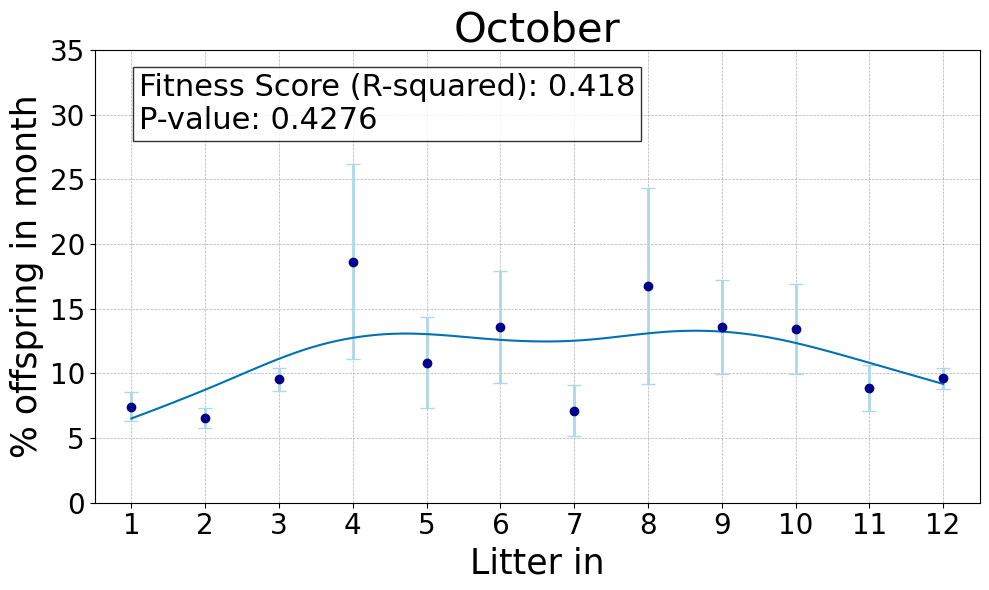 October
Fitness Score (R-squared): 0.418
P-value: 0.4276
% offspring in month
35
30
25
20
15
10
5
0
1 2 3 4 5 6 7 8 9 10 11 12
Litter in